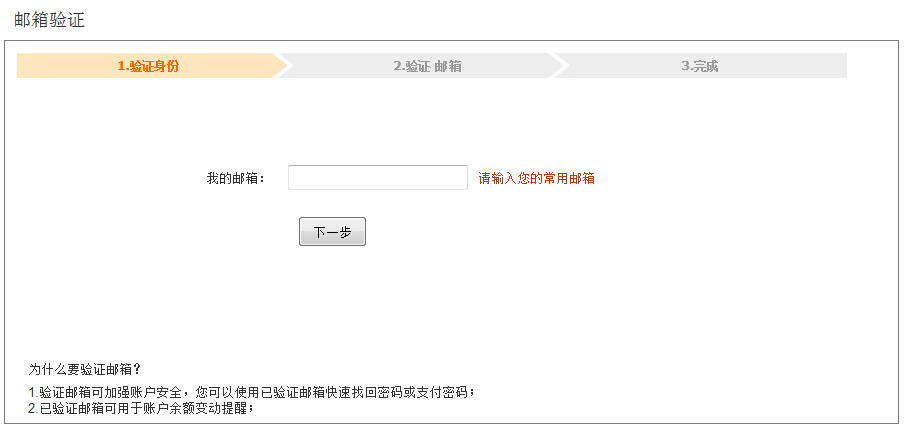 邮箱验证
1.验证身份
2.验证 邮箱
3.完成
我的邮箱： 请输入您的常用邮箱
下一步
为什么要验证邮箱？
1.验证邮箱可加强账户安全，您可以使用已验证邮箱快速找回密码或支付密码；
2.已验证邮箱可用于账户余额变动提醒；